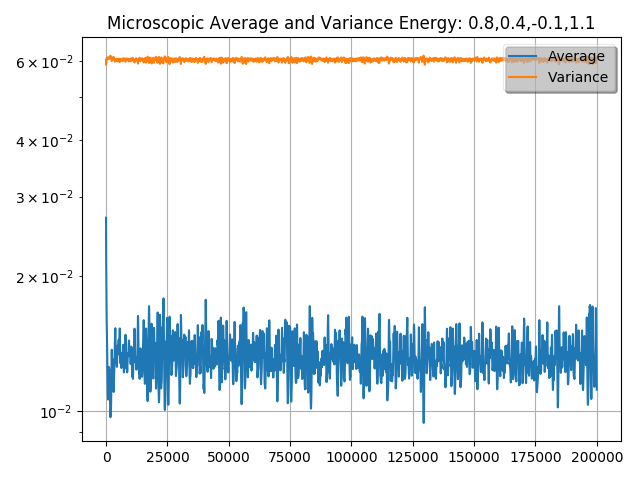 Microscopic Average and Variance Energy: 0.8,0.4,-0.1,1.1
6 × 10⁻²
4 × 10⁻²
3 × 10⁻²
2 × 10⁻²
10⁻²
Average
Variance
0 25000 50000 75000 100000 125000 150000 175000 200000